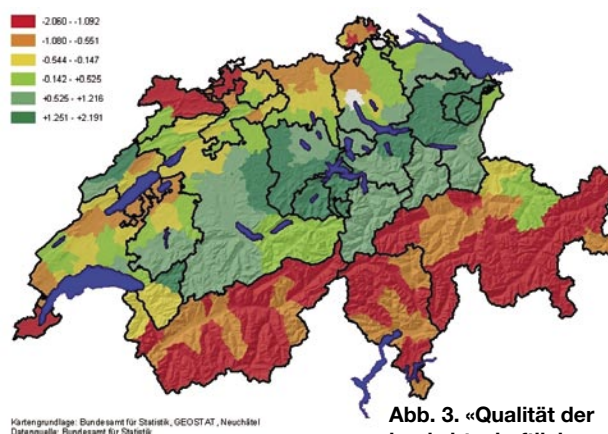 -2.060 - -1.092
-1.080 - -0.551
-0.544 - -0.147
-0.142 - +0.525
+0.525 - +1.216
+1.251 - +2.191
Kartengrundlage: Bundesamt für Statistik, GEOSTAT, Neuchâtel
Datenquelle: Bundesamt für Statistik
Abb. 3. «Qualität der